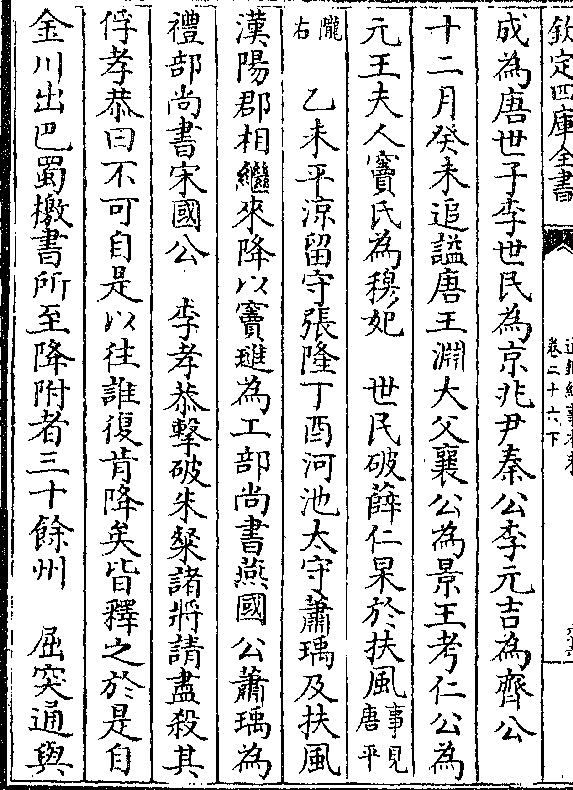 欽定四庫全書
卷二十六下
成為唐世子李世民為京兆尹秦公李元吉為齊公
十二月癸未追諡唐王淵大父襄公為景王考仁公為
元王夫人竇氏為穆妃　世民破薛仁杲於扶風事見唐平
隴右　乙未平涼留守張隆丁酉河池太守蕭瑀及扶風
漢陽郡相繼來降以竇璡為工部尚書燕國公蕭瑀為
禮部尚書宋國公　李孝恭擊破朱粲諸將請盡殺其
俘孝恭曰不可自是以往誰復肯降矣皆釋之於是自
金川出巴蜀檄書所至降附者三十餘州　屈突通與